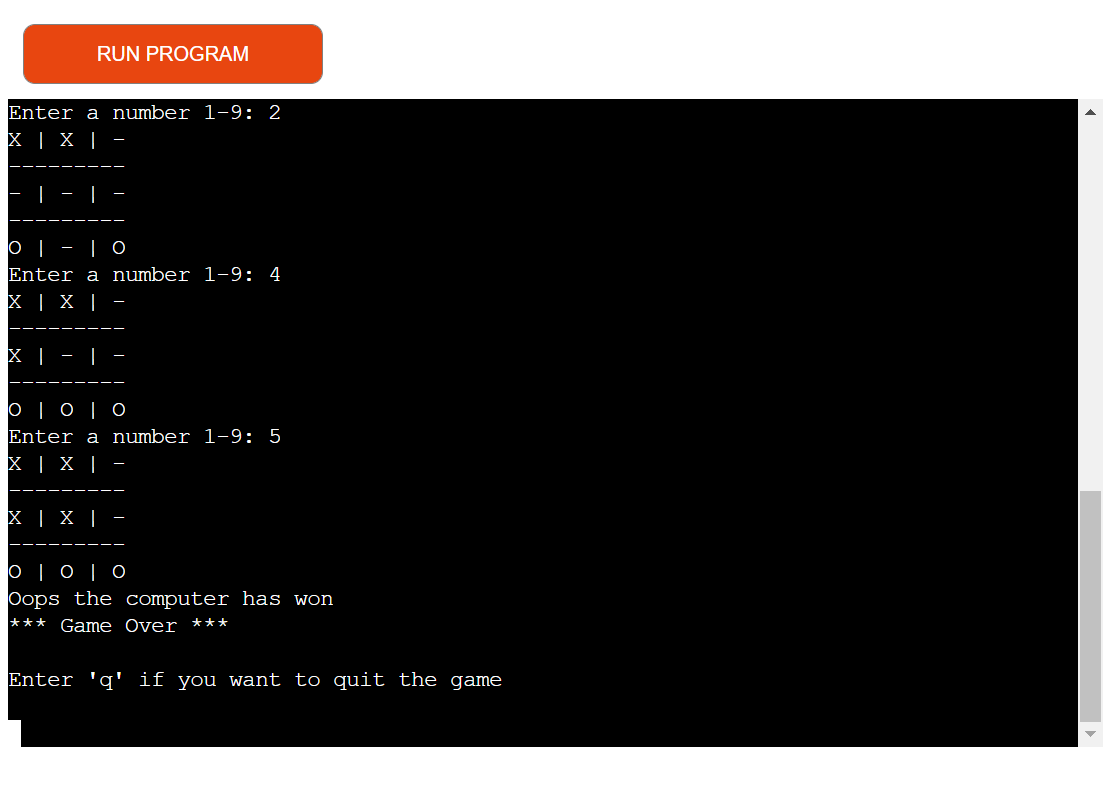 RUN PROGRAM
Enter a number 1-9: 2
X | X | -
---------
- | - | -
---------
O | - | O
Enter a number 1-9: 4
X | X | -
---------
X | - | -
---------
O | O | O
Enter a number 1-9: 5
X | X | -
---------
X | X | -
---------
O | O | O
Oops the computer has won
*** Game Over ***
Enter 'q' if you want to quit the game